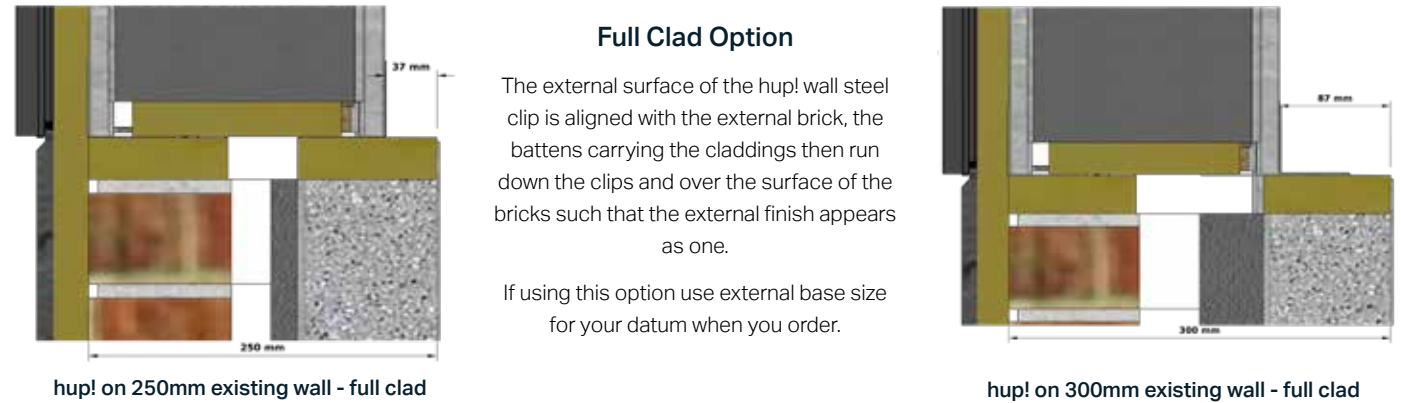 37 mm
250 mm
hup! on 250mm existing wall - full clad
Full Clad Option
The external surface of the hup! wall steel
clip is aligned with the external brick, the
battens carrying the claddings then run
down the clips and over the surface of the
bricks such that the external finish appears
as one.
If using this option use external base size
for your datum when you order.
87 mm
300 mm
hup! on 300mm existing wall - full clad